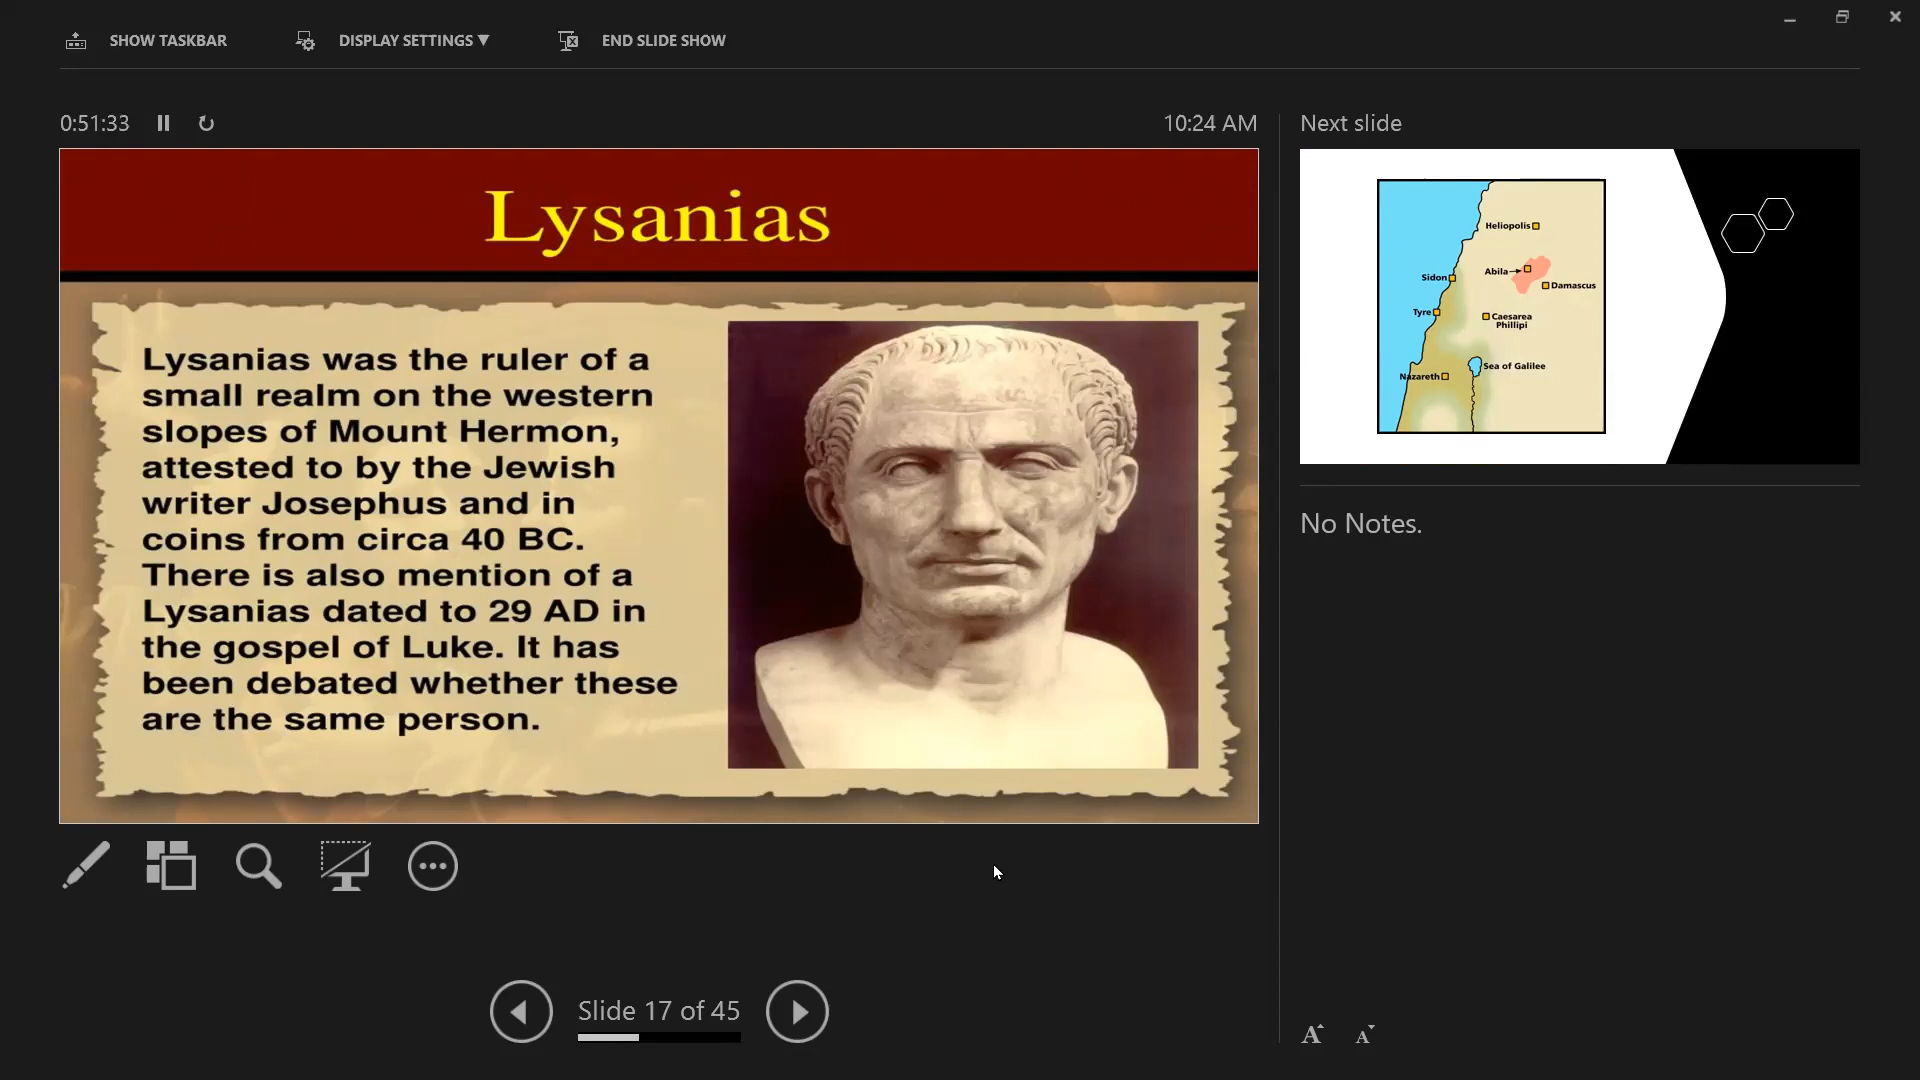 SHOW TASKBAR
DISPLAY SETTINGS ▼
END SLIDE SHOW
0:51:33
10:24 AM
Next slide
Lysanias
Lysanias was the ruler of a
small realm on the western
slopes of Mount Hermon,
attested to by the Jewish
writer Josephus and in
coins from circa 40 BC.
There is also mention of a
Lysanias dated to 29 AD in
the gospel of Luke. It has
been debated whether these
are the same person.
Heliopolis
Abila
Sidon
Damascus
Tyre
Caesarea
Phillipi
Sea of Galilee
Nazareth
No Notes.
Slide 17 of 45
A A